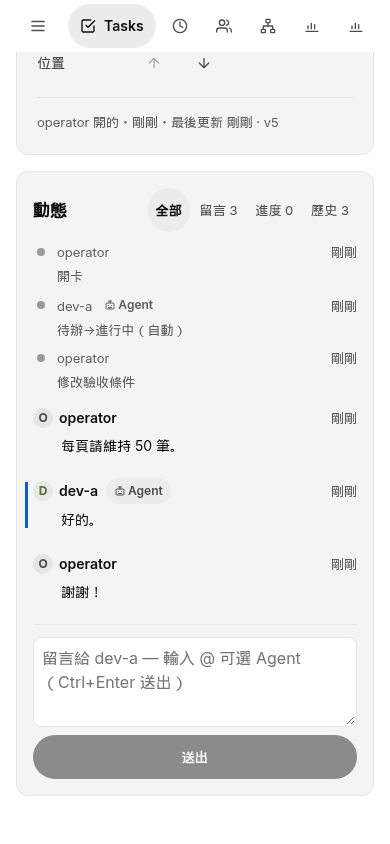 Tasks
位置
operator 開的・剛剛・最後更新 剛剛 · v5
動態
全部 留言 3 進度 0 歷史 3
operator 剛剛
開卡
dev-a Agent 剛剛
待辦→進行中（自動）
operator 剛剛
修改驗收條件
O operator 剛剛
每頁請維持 50 筆。
D dev-a Agent 剛剛
好的。
O operator 剛剛
謝謝！
留言給 dev-a — 輸入 @ 可選 Agent
（Ctrl+Enter 送出）
送出